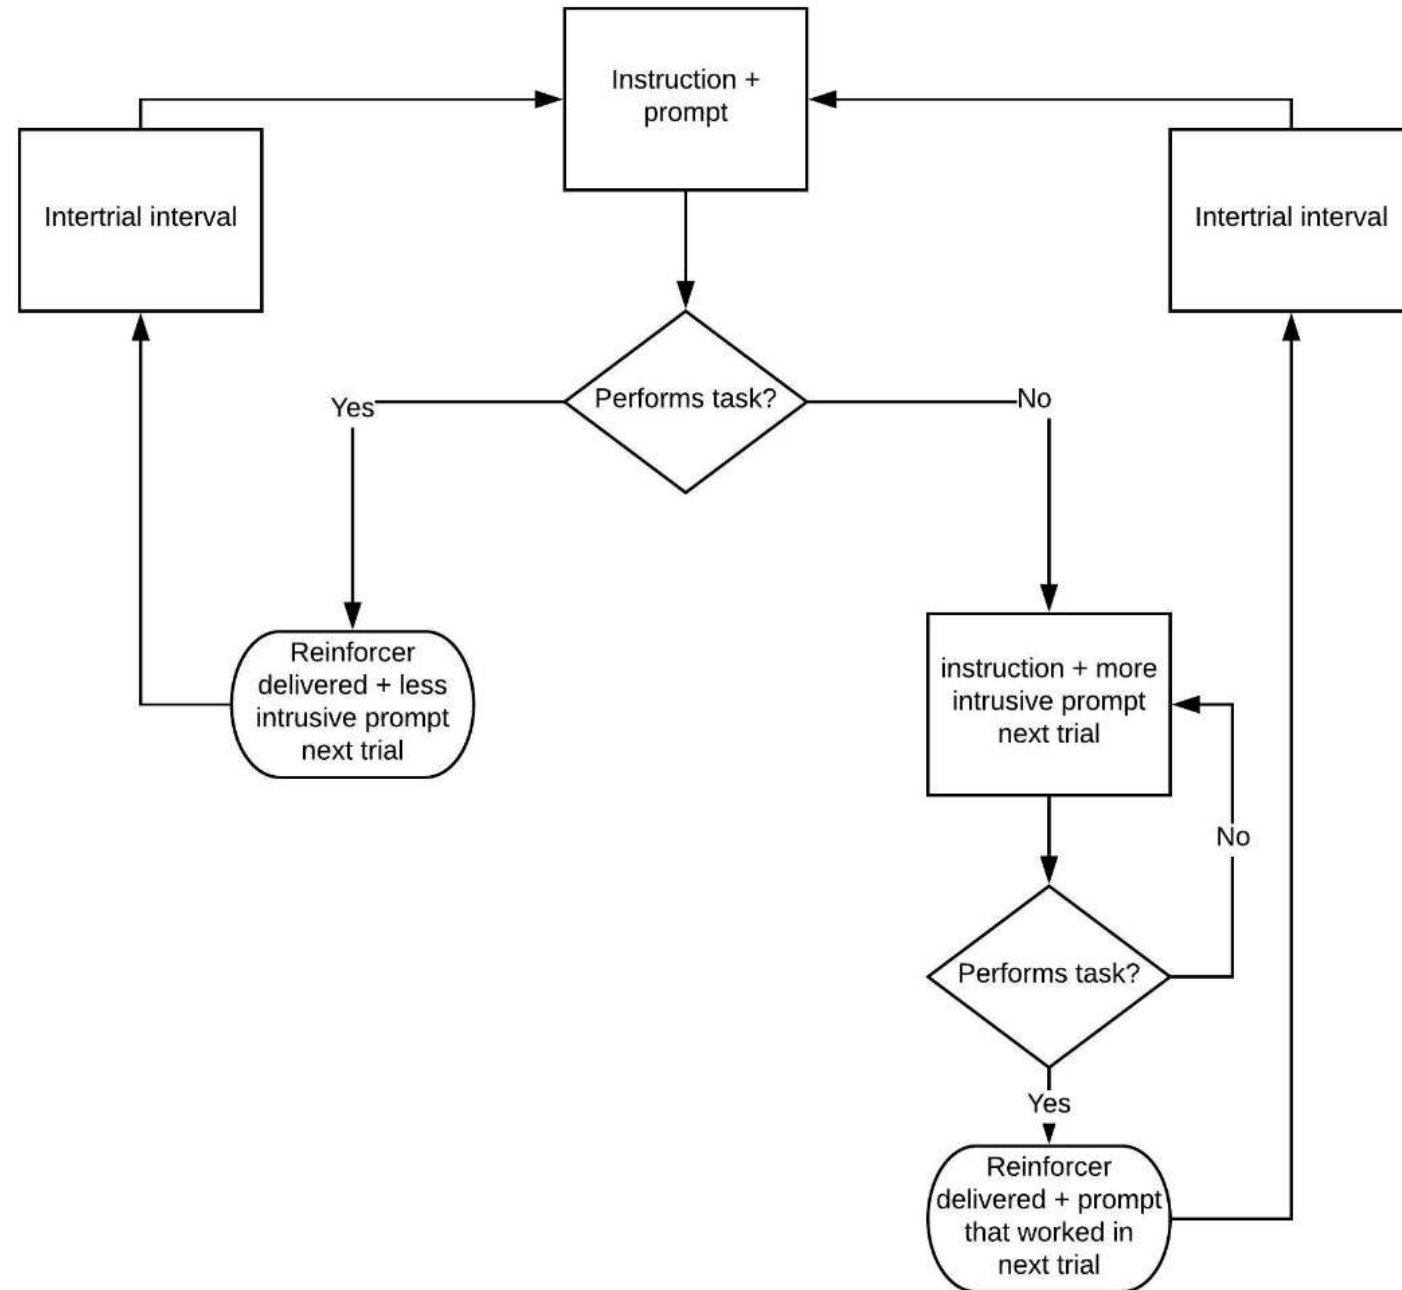 Instruction +
prompt
Intertrial interval
Intertrial interval
Performs task?
Yes
No
Reinforcer
delivered + less
intrusive prompt
next trial
instruction + more
intrusive prompt
next trial
No
Performs task?
Yes
Reinforcer
delivered + prompt
that worked in
next trial